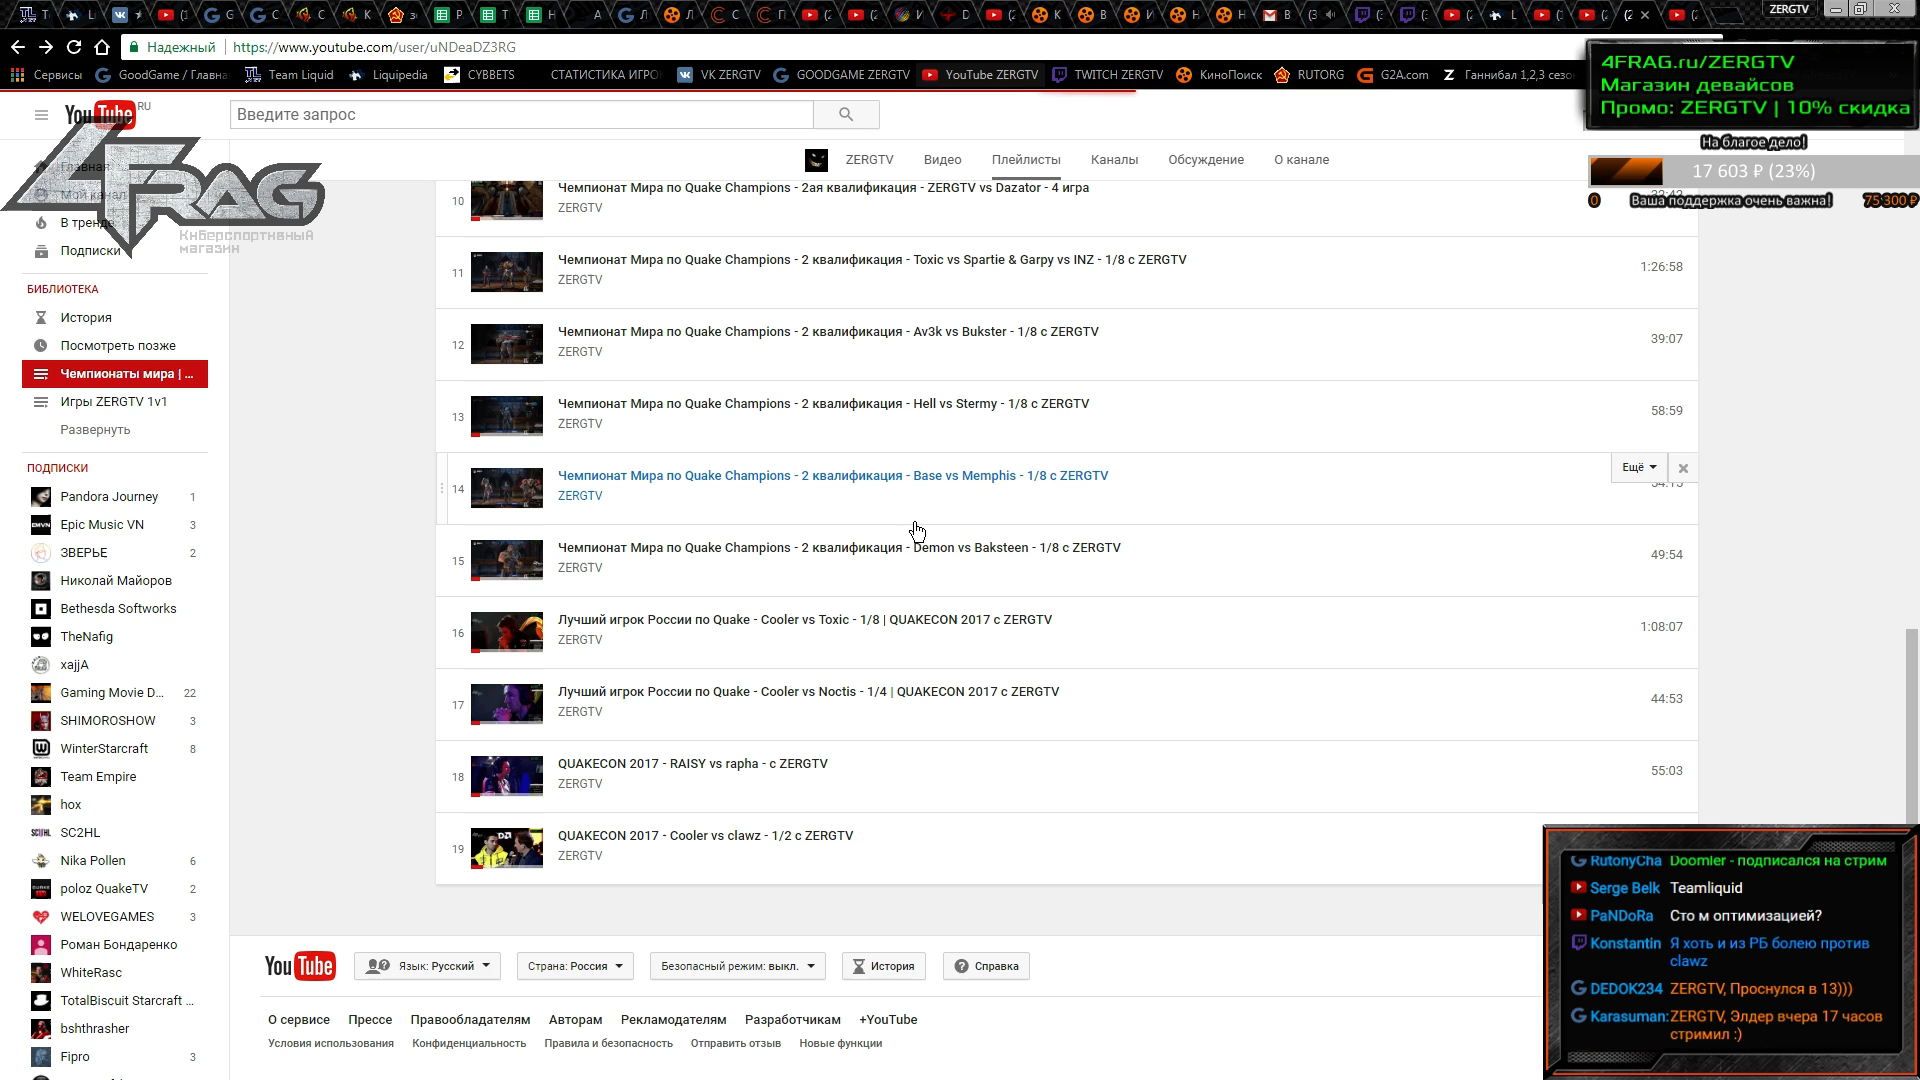 ZERGTV
Надежный
https://www.youtube.com/user/uNDeaDZ3RG
Сервисы
GoodGame / Главна
Team Liquid
Liquipedia
CYBBETS
СТАТИСТИКА ИГРО
VK ZERGTV
GOODGAME ZERGTV
YouTube ZERGTV
TWITCH ZERGTV
КиноПоиск
RUTORG
G2A.com
Ганнибал 1,2,3 сезо
4FRAG.ru/ZERGTV
Магазин девайсов
Промо: ZERGTV | 10% скидка
На благое дело!
17 603 ₽ (23%)
0
Ваша поддержка очень важна!
75 300 ₽
YouTube RU
Введите запрос
4FRAG
Киберспортивный
магазин
Главная
Мой канал
В тренде
Подписки
БИБЛИОТЕКА
История
Посмотреть позже
Чемпионаты мира | ...
Игры ZERGTV 1v1
Развернуть
ПОДПИСКИ
Pandora Journey 1
Epic Music VN 3
ЗВЕРЬЕ 2
Николай Майоров
Bethesda Softworks
TheNafig
xajjA
Gaming Movie D... 22
SHIMOROSHOW 3
WinterStarcraft 8
Team Empire
hox
SC2HL
Nika Pollen 6
poloz QuakeTV 2
WELOVEGAMES 3
Роман Бондаренко
WhiteRasc
TotalBiscuit Starcraft ...
bshthrasher
Fipro 3
ZERGTV
Видео
Плейлисты
Каналы
Обсуждение
О канале
10
Чемпионат Мира по Quake Champions - 2ая квалификация - ZERGTV vs Dazator - 4 игра
ZERGTV
32:42
11
Чемпионат Мира по Quake Champions - 2 квалификация - Toxic vs Spartie & Garpy vs INZ - 1/8 с ZERGTV
ZERGTV
1:26:58
12
Чемпионат Мира по Quake Champions - 2 квалификация - Av3k vs Bukster - 1/8 с ZERGTV
ZERGTV
39:07
13
Чемпионат Мира по Quake Champions - 2 квалификация - Hell vs Stermy - 1/8 с ZERGTV
ZERGTV
58:59
14
Чемпионат Мира по Quake Champions - 2 квалификация - Base vs Memphis - 1/8 с ZERGTV
ZERGTV
Ещё
15
Чемпионат Мира по Quake Champions - 2 квалификация - Demon vs Baksteen - 1/8 с ZERGTV
ZERGTV
49:54
16
Лучший игрок России по Quake - Cooler vs Toxic - 1/8 | QUAKECON 2017 с ZERGTV
ZERGTV
1:08:07
17
Лучший игрок России по Quake - Cooler vs Noctis - 1/4 | QUAKECON 2017 с ZERGTV
ZERGTV
44:53
18
QUAKECON 2017 - RAISY vs rapha - с ZERGTV
ZERGTV
55:03
19
QUAKECON 2017 - Cooler vs clawz - 1/2 с ZERGTV
ZERGTV
YouTube
Язык: Русский
Страна: Россия
Безопасный режим: выкл.
История
Справка
О сервисе
Прессе
Правообладателям
Авторам
Рекламодателям
Разработчикам
+YouTube
Условия использования
Конфиденциальность
Правила и безопасность
Отправить отзыв
Новые функции
RutonyCha Doomler - подписался на стрим
Serge Belk Teamliquid
PaNDoRa Сто м оптимизацией?
Konstantin Я хоть и из РБ болею против
clawz
DEDOK234 ZERGTV, Проснулся в 13)))
Karasuman: ZERGTV, Элдер вчера 17 часов
стримил :)